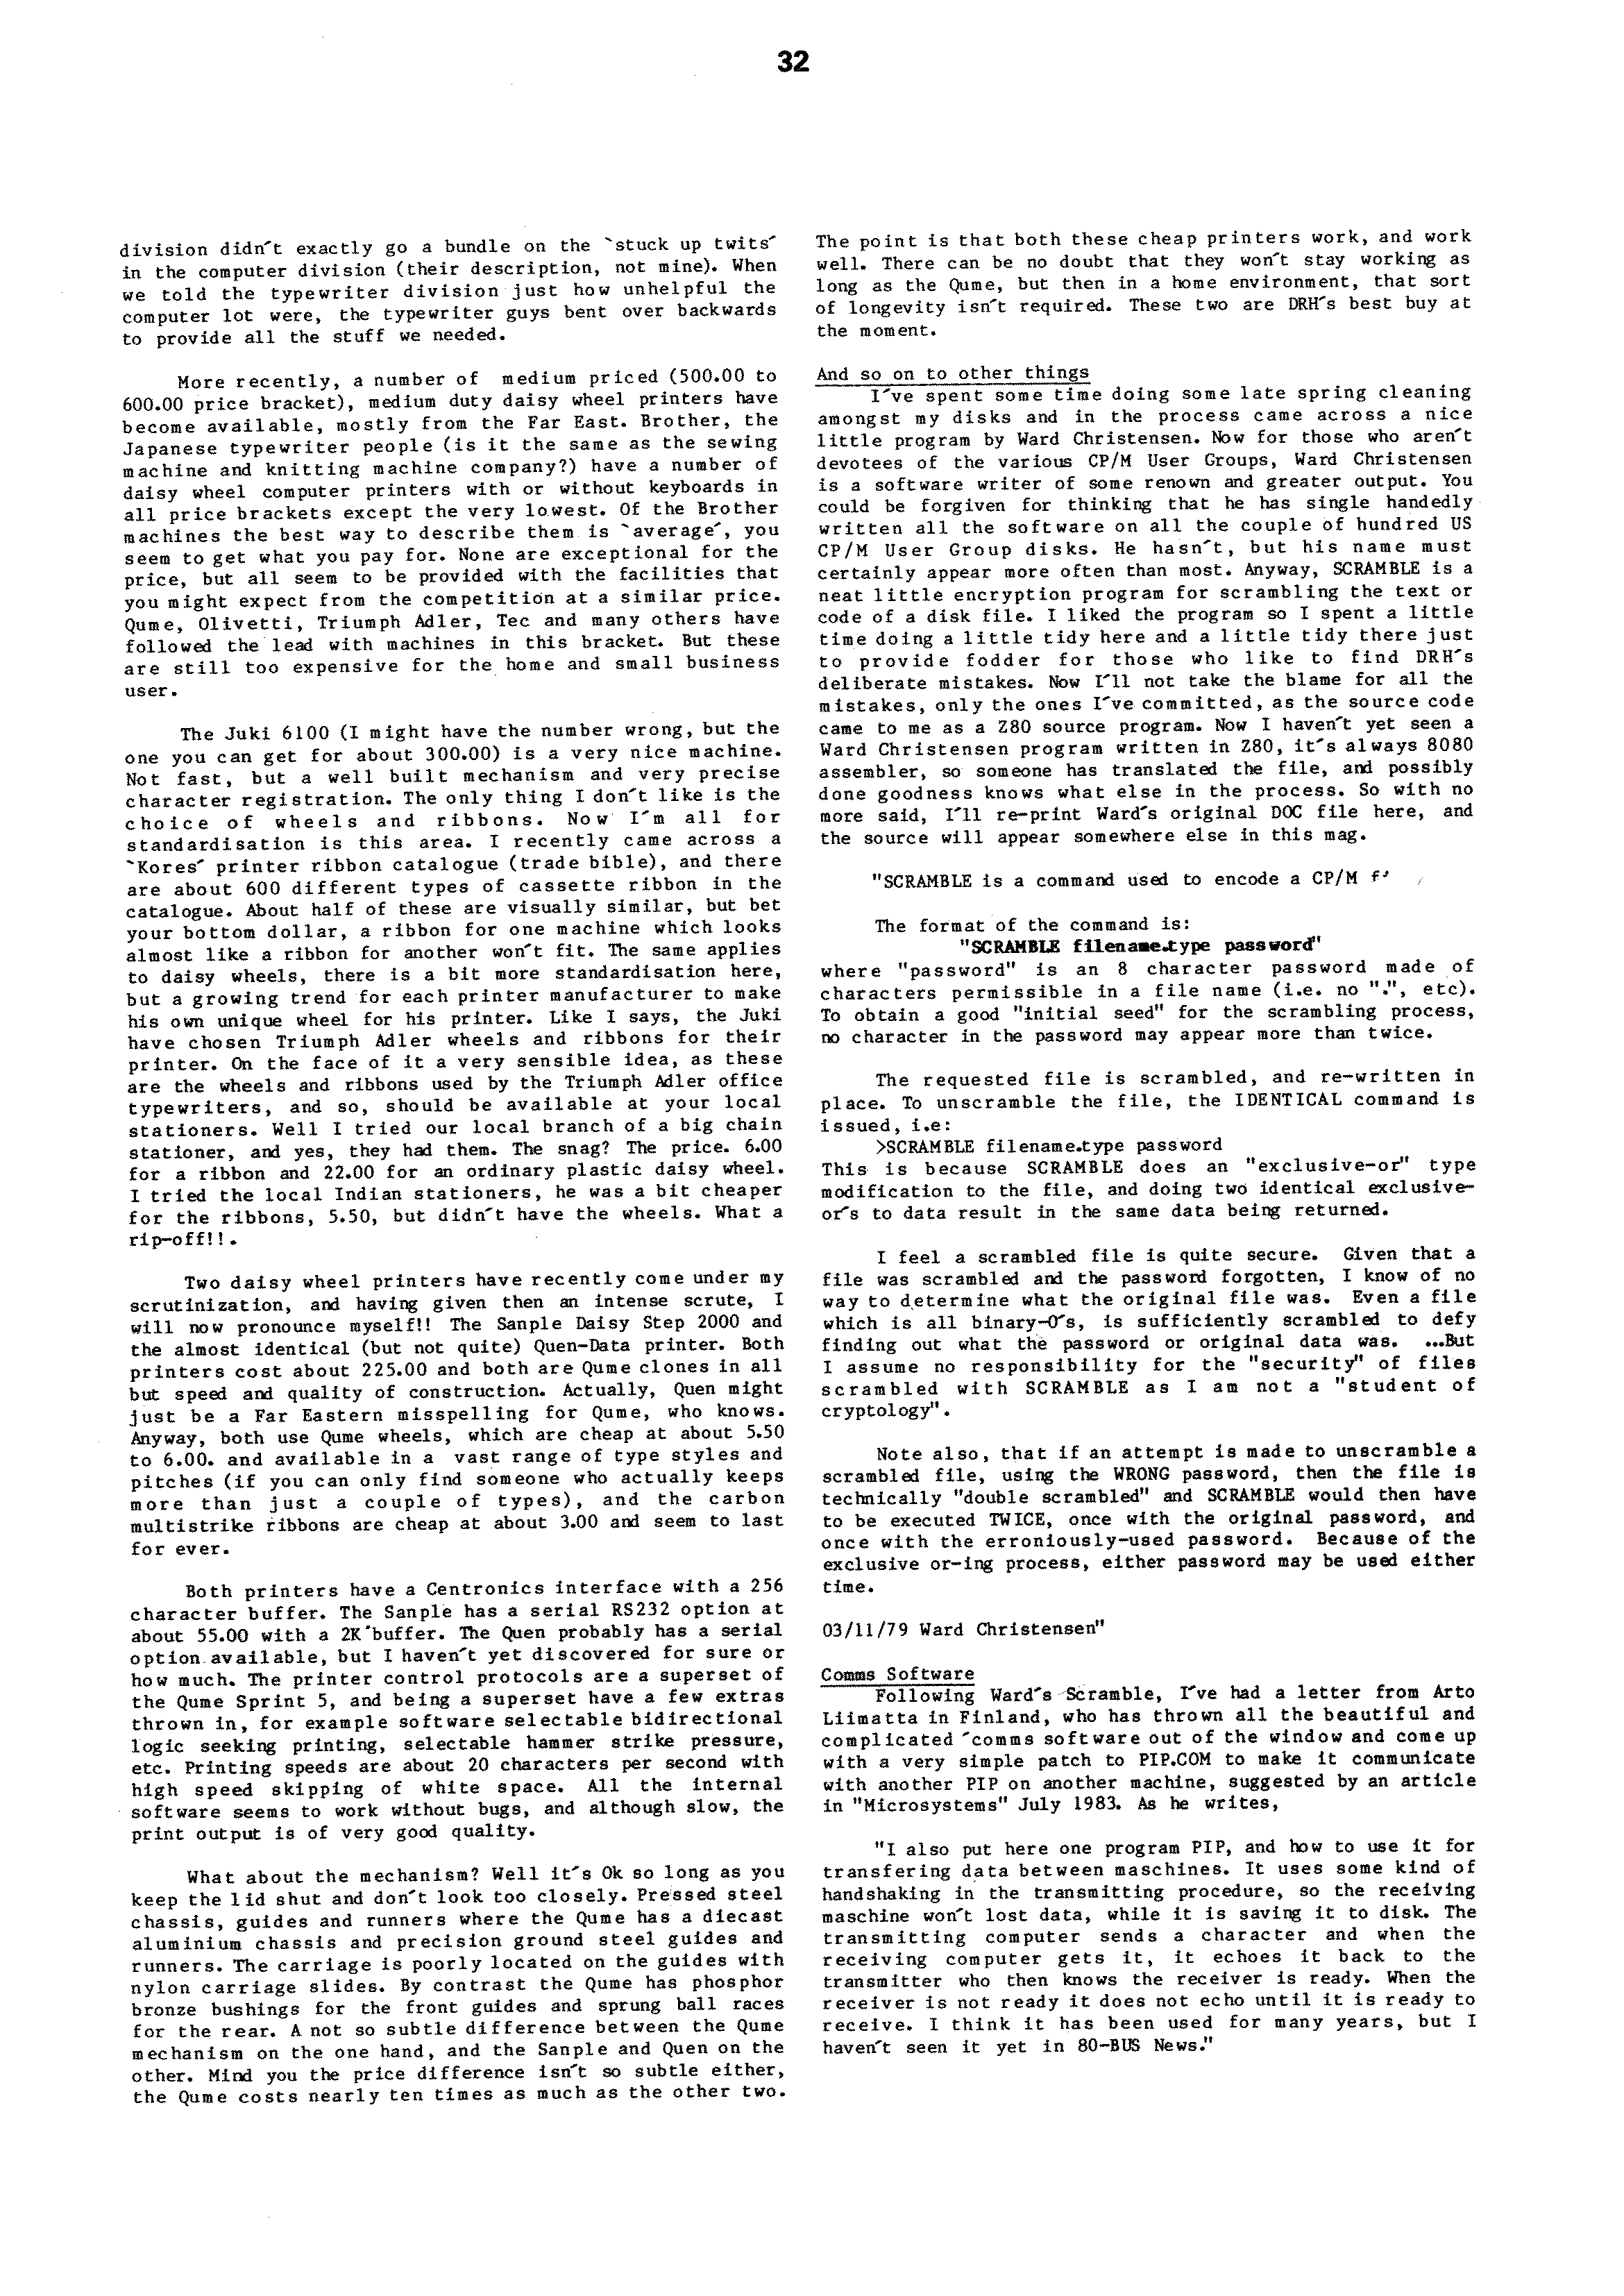 32
division didn´t exactly go a bundle on the `stuck up twits´
in the computer division (their description, not mine). When
we told the typewriter division just how unhelpful the
computer lot were, the typewriter guys bent over backwards
to provide all the stuff we needed.
More recently, a number of medium priced (500.00 to
600.00 price bracket), medium duty daisy wheel printers have
become available, mostly from the Far East. Brother, the
Japanese typewriter people (is it the same as the sewing
machine and knitting machine company?) have a number of
daisy wheel computer printers with or without keyboards in
all price brackets except the very lowest. Of the Brother
machines the best way to describe them is `average´, you
seem to get what you pay for. None are exceptional for the
price, but all seem to be provided with the facilities that
you might expect from the competition at a similar price.
Qume, Olivetti, Triumph Adler, Tec and many others have
followed the lead with machines in this bracket. But these
are still too expensive for the home and small business
user.
The Juki 6100 (I might have the number wrong, but the
one you can get for about 300.00) is a very nice machine.
Not fast, but a well built mechanism and very precise
character registration. The only thing I don´t like is the
choice of wheels and ribbons. Now I´m all for
standardisation is this area. I recently came across a
`Kores´ printer ribbon catalogue (trade bible), and there
are about 600 different types of cassette ribbon in the
catalogue. About half of these are visually similar, but bet
your bottom dollar, a ribbon for one machine which looks
almost like a ribbon for another won´t fit. The same applies
to daisy wheels, there is a bit more standardisation here,
but a growing trend for each printer manufacturer to make
his own unique wheel for his printer. Like I says, the Juki
have chosen Triumph Adler wheels and ribbons for their
printer. On the face of it a very sensible idea, as these
are the wheels and ribbons used by the Triumph Adler office
typewriters, and so, should be available at your local
stationers. Well I tried our local branch of a big chain
stationer, and yes, they had them. The snag? The price. 6.00
for a ribbon and 22.00 for an ordinary plastic daisy wheel.
I tried the local Indian stationers, he was a bit cheaper
for the ribbons, 5.50, but didn´t have the wheels. What a
rip-off!!.
Two daisy wheel printers have recently come under my
scrutinization, and having given then an intense scrute, I
will now pronounce myself!! The Sanple Daisy Step 2000 and
the almost identical (but not quite) Quen-Data printer. Both
printers cost about 225.00 and both are Qume clones in all
but speed and quality of construction. Actually, Quen might
just be a Far Eastern misspelling for Qume, who knows.
Anyway, both use Qume wheels, which are cheap at about 5.50
to 6.00. and available in a vast range of type styles and
pitches (if you can only find someone who actually keeps
more than just a couple of types), and the carbon
multistrike ribbons are cheap at about 3.00 and seem to last
for ever.
Both printers have a Centronics interface with a 256
character buffer. The Sanple has a serial RS232 option at
about 55.00 with a 2K buffer. The Quen probably has a serial
option available, but I haven´t yet discovered for sure or
how much. The printer control protocols are a superset of
the Qume Sprint 5, and being a superset have a few extras
thrown in, for example software selectable bidirectional
logic seeking printing, selectable hammer strike pressure,
etc. Printing speeds are about 20 characters per second with
high speed skipping of white space. All the internal
software seems to work without bugs, and although slow, the
print output is of very good quality.
What about the mechanism? Well it´s Ok so long as you
keep the lid shut and don´t look too closely. Pressed steel
chassis, guides and runners where the Qume has a diecast
aluminium chassis and precision ground steel guides and
runners. The carriage is poorly located on the guides with
nylon carriage slides. By contrast the Qume has phosphor
bronze bushings for the front guides and sprung ball races
for the rear. A not so subtle difference between the Qume
mechanism on the one hand, and the Sanple and Quen on the
other. Mind you the price difference isn´t so subtle either,
the Qume costs nearly ten times as much as the other two.
The point is that both these cheap printers work, and work
well. There can be no doubt that they won´t stay working as
long as the Qume, but then in a home environment, that sort
of longevity isn´t required. These two are DRH´s best buy at
the moment.
And so on to other things
I´ve spent some time doing some late spring cleaning
amongst my disks and in the process came across a nice
little program by Ward Christensen. Now for those who aren´t
devotees of the various CP/M User Groups, Ward Christensen
is a software writer of some renown and greater output. You
could be forgiven for thinking that he has single handedly
written all the software on all the couple of hundred US
CP/M User Group disks. He hasn´t, but his name must
certainly appear more often than most. Anyway, SCRAMBLE is a
neat little encryption program for scrambling the text or
code of a disk file. I liked the program so I spent a little
time doing a little tidy here and a little tidy there just
to provide fodder for those who like to find DRH´s
deliberate mistakes. Now I´ll not take the blame for all the
mistakes, only the ones I´ve committed, as the source code
came to me as a Z80 source program. Now I haven´t yet seen a
Ward Christensen program written in Z80, it´s always 8080
assembler, so someone has translated the file, and possibly
done goodness knows what else in the process. So with no
more said, I´ll re-print Ward´s original DOC file here, and
the source will appear somewhere else in this mag.
"SCRAMBLE is a command used to encode a CP/M
The format of the command is:
"SCRAMBLE filename.type password"
where "password" is an 8 character password made of
characters permissible in a file name (i.e. no ".", etc).
To obtain a good "initial seed" for the scrambling process,
no character in the password may appear more than twice.
The requested file is scrambled, and re-written in
place. To unscramble the file, the IDENTICAL command is
issued, i.e:
>SCRAMBLE filename.type password
This is because SCRAMBLE does an "exclusive-or" type
modification to the file, and doing two identical exclusive-
or´s to data result in the same data being returned.
I feel a scrambled file is quite secure. Given that a
file was scrambled and the password forgotten, I know of no
way to determine what the original file was. Even a file
which is all binary-0´s, is sufficiently scrambled to defy
finding out what the password or original data was. ...But
I assume no responsibility for the "security" of files
scrambled with SCRAMBLE as I am not a "student of
cryptology".
Note also, that if an attempt is made to unscramble a
scrambled file, using the WRONG password, then the file is
technically "double scrambled" and SCRAMBLE would then have
to be executed TWICE, once with the original password, and
once with the erroniously-used password. Because of the
exclusive or-ing process, either password may be used either
time.
03/11/79 Ward Christensen"
Comms Software
Following Ward´s Scramble, I´ve had a letter from Arto
Liimatta in Finland, who has thrown all the beautiful and
complicated ´comms software out of the window and come up
with a very simple patch to PIP.COM to make it communicate
with another PIP on another machine, suggested by an article
in "Microsystems" July 1983. As he writes,
"I also put here one program PIP, and how to use it for
transfering data between maschines. It uses some kind of
handshaking in the transmitting procedure, so the receiving
maschine won´t lost data, while it is saving it to disk. The
transmitting computer sends a character and when the
receiving computer gets it, it echoes it back to the
transmitter who then knows the receiver is ready. When the
receiver is not ready it does not echo until it is ready to
receive. I think it has been used for many years, but I
haven´t seen it yet in 80-BUS News."